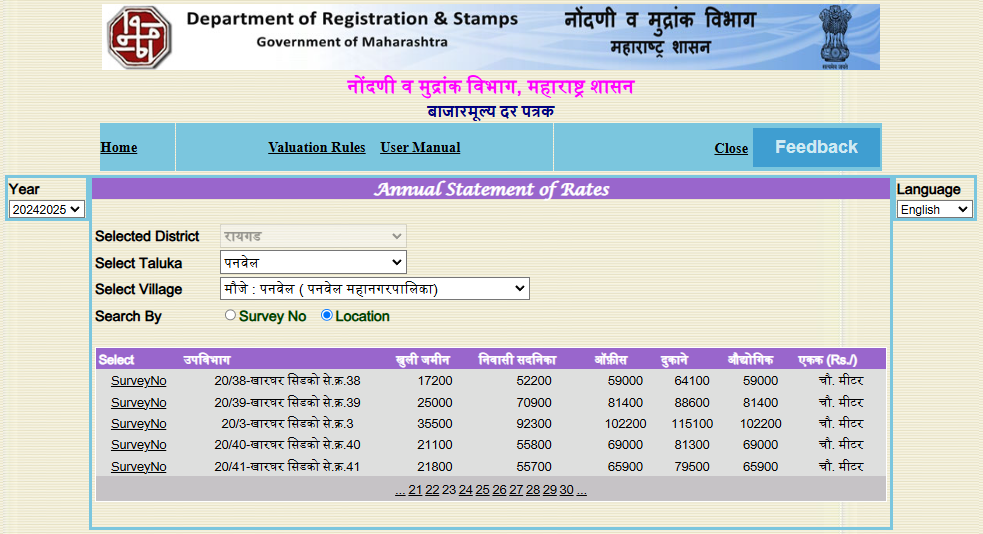 Department of Registration & Stamps
Government of Maharashtra
नोंदणी व मुद्रांक विभाग
महाराष्ट्र शासन
नोंदणी व मुद्रांक विभाग, महाराष्ट्र शासन
बाजारमूल्य दर पत्रक
Home Valuation Rules User Manual Close Feedback
Year Annual Statement of Rates Language
20242025 English
Selected District रायगड
Select Taluka पनवेल
Select Village मौजे : पनवेल ( पनवेल महानगरपालिका)
Search By Survey No Location
Select उपविभाग खुली जमीन निवासी सदनिका ऑफ़ीस दुकाने औद्योगिक एकक (Rs./)
SurveyNo 20/38-खारघर सिडको से.क्र.38 17200 52200 59000 64100 59000 चौ. मीटर
SurveyNo 20/39-खारघर सिडको से.क्र.39 25000 70900 81400 88600 81400 चौ. मीटर
SurveyNo 20/3-खारघर सिडको से.क्र.3 35500 92300 102200 115100 102200 चौ. मीटर
SurveyNo 20/40-खारघर सिडको से.क्र.40 21100 55800 69000 81300 69000 चौ. मीटर
SurveyNo 20/41-खारघर सिडको से.क्र.41 21800 55700 65900 79500 65900 चौ. मीटर
... 21 22 23 24 25 26 27 28 29 30 ...